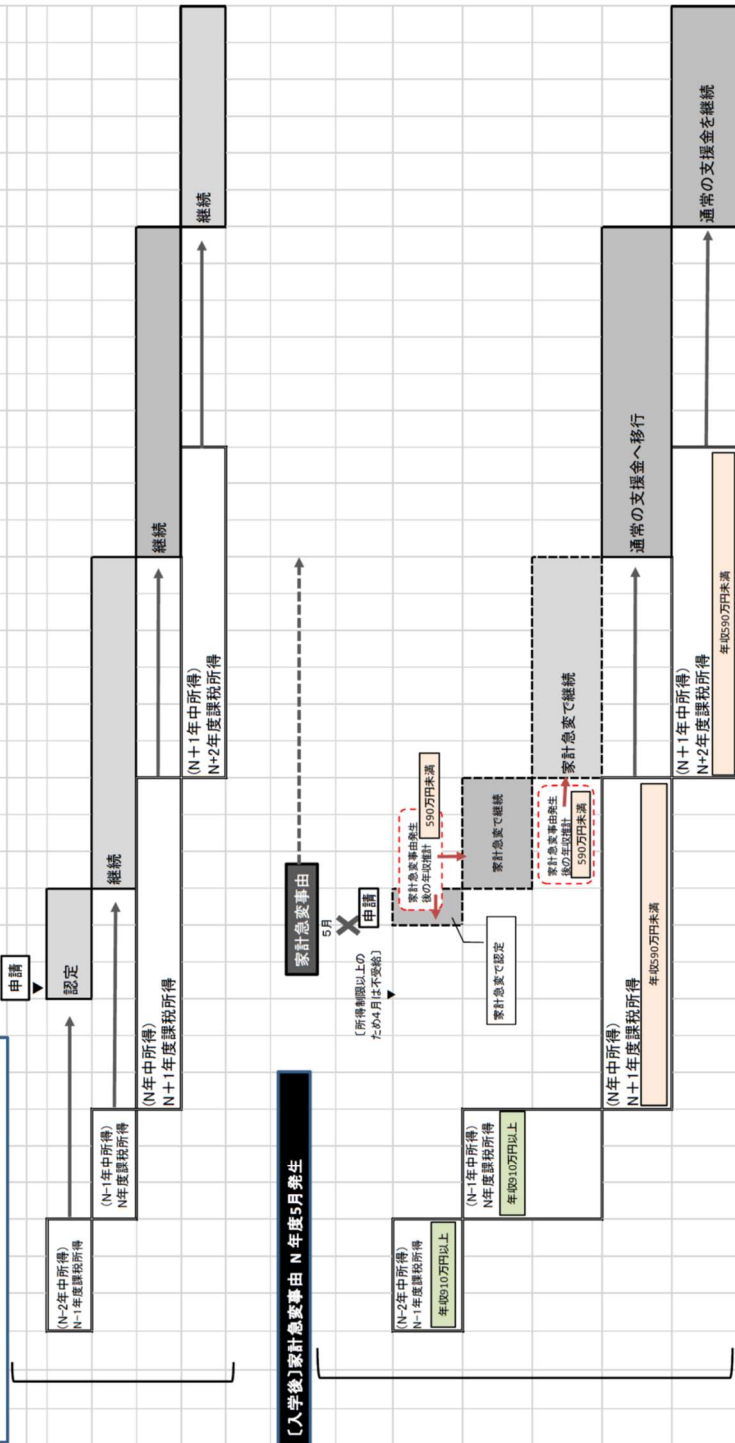 申請
認定
(N-2年中所得)
N-1年度課税所得
継続
(N-1年中所得)
N年度課税所得
継続
(N年中所得)
N+1年度課税所得
継続
(N+1年中所得)
N+2年度課税所得
〔入学後〕家計急変事由 N 年度5月発生
家計急変事由
5月
申請
〔所得制限以上の
ため4月は不受給〕
家計急変事由発生
後の年収推計
590万円未満
(N-2年中所得)
N-1年度課税所得
年収910万円以上
家計急変で認定
家計急変で継続
(N-1年中所得)
N年度課税所得
年収910万円以上
家計急変事由発生
後の年収推計
590万円未満
家計急変で継続
(N年中所得)
N+1年度課税所得
年収590万円未満
通常の支援金へ移行
(N+1年中所得)
N+2年度課税所得
年収590万円未満
通常の支援金を継続